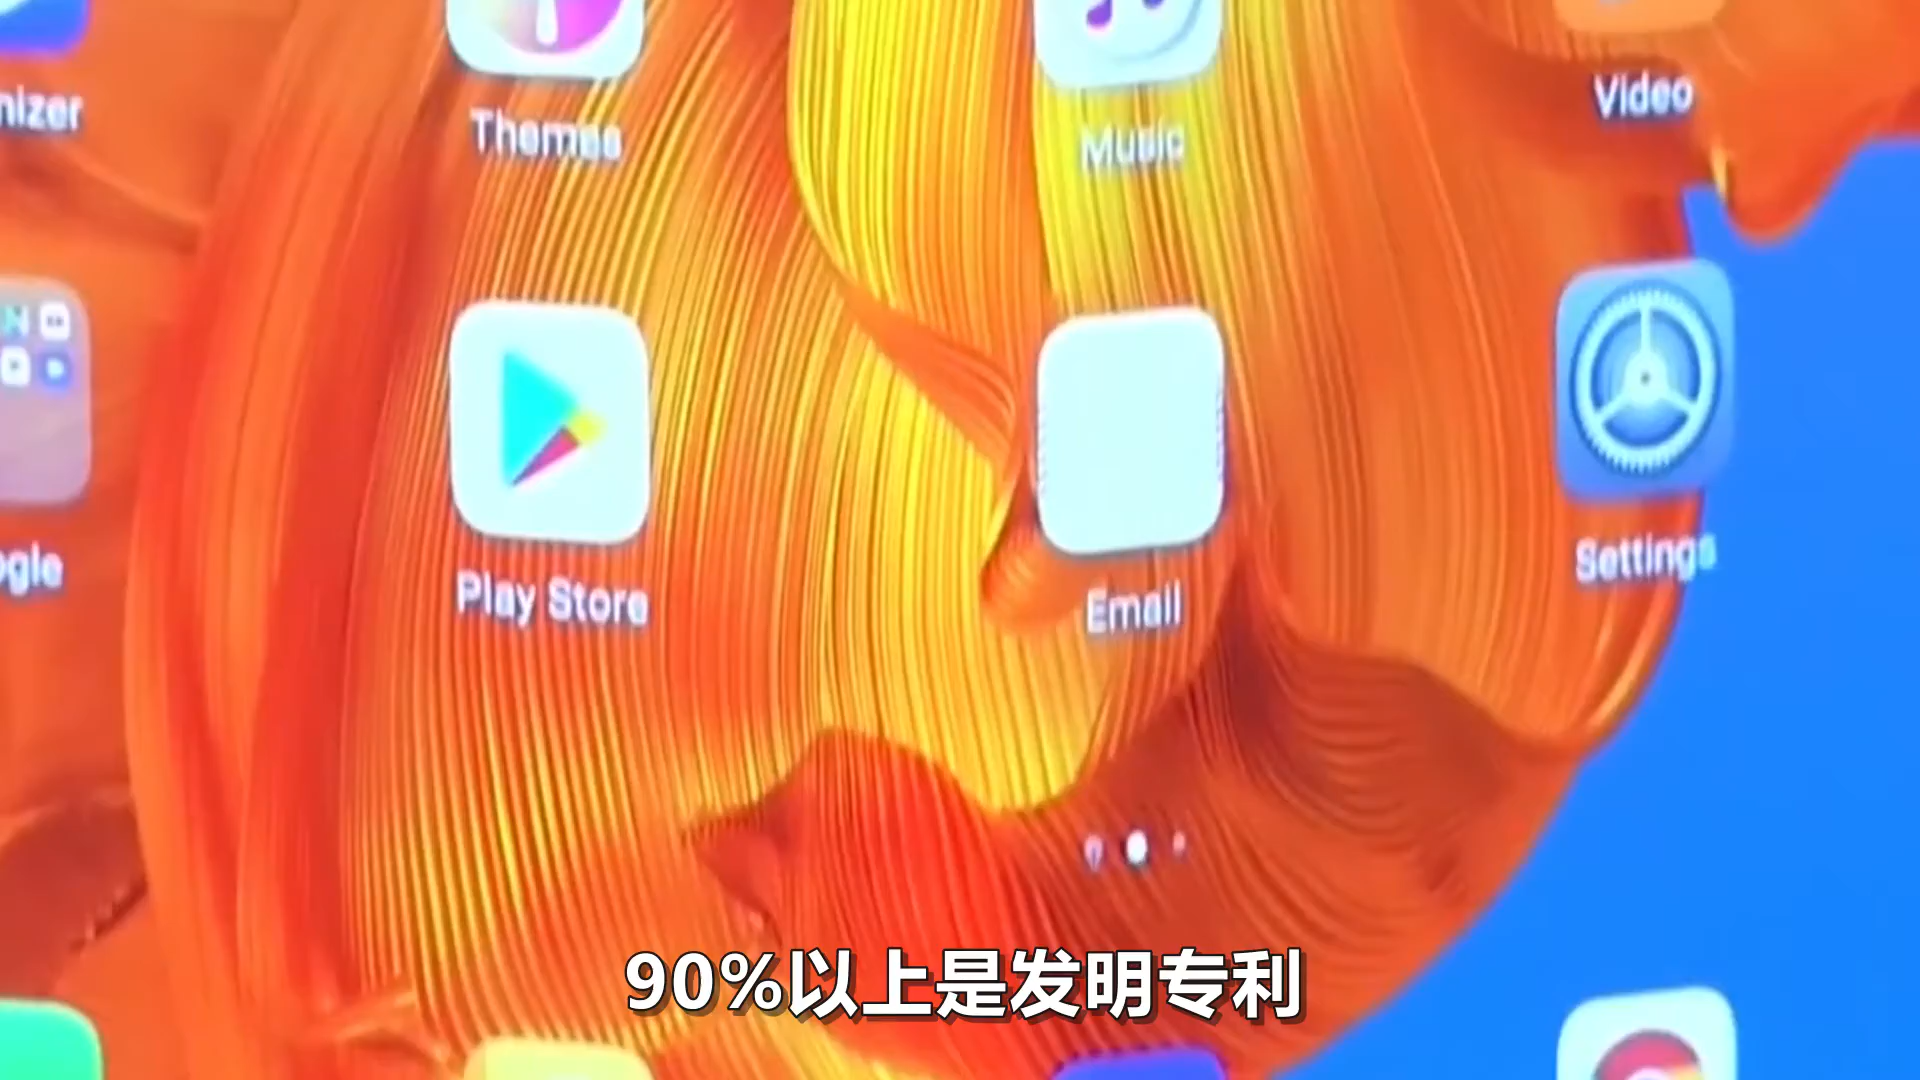 Themes
Music
Video
Play Store
Email
Settings
90%以上是发明专利